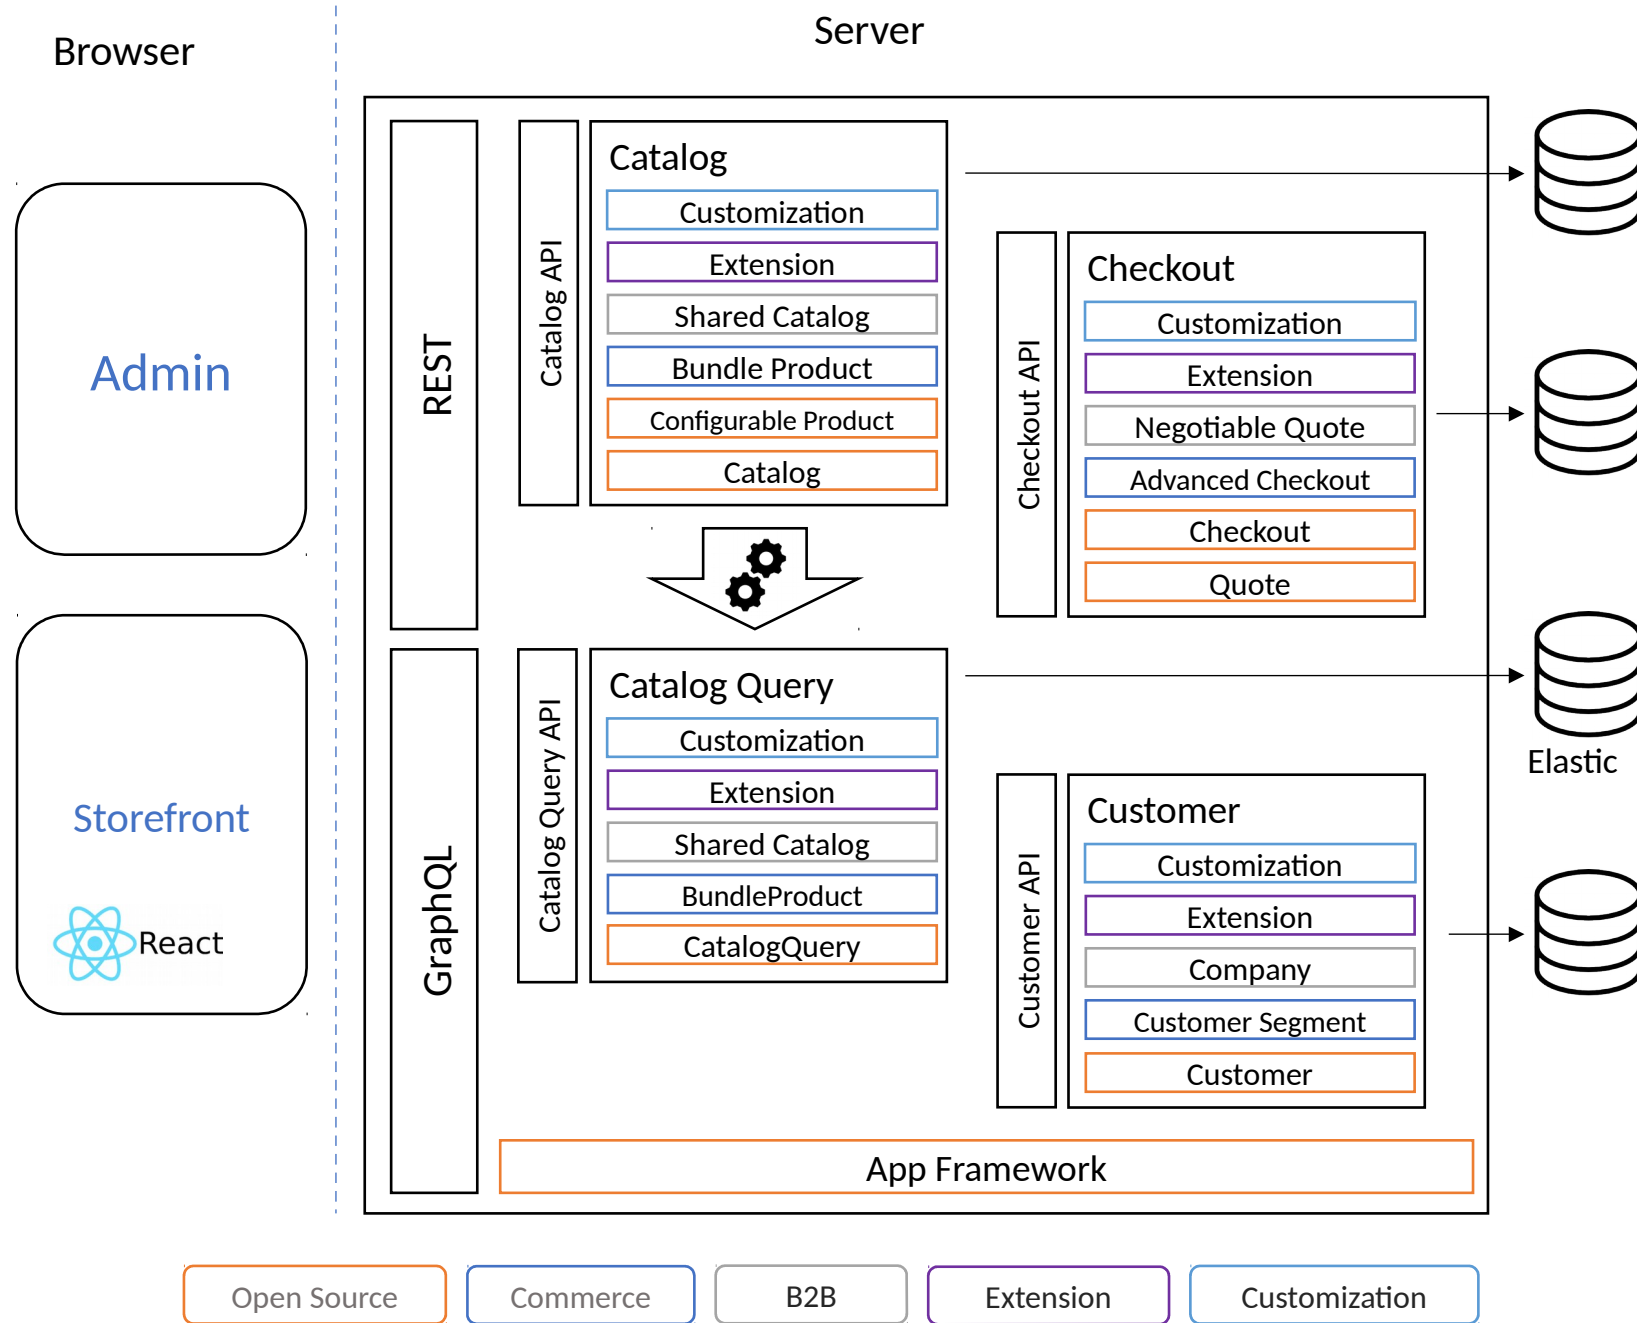 Browser
Server
Admin
Storefront
React
REST
GraphQL
Catalog API
Catalog
Customization
Extension
Shared Catalog
Bundle Product
Configurable Product
Catalog
Checkout API
Checkout
Customization
Extension
Negotiable Quote
Advanced Checkout
Checkout
Quote
Catalog Query API
Catalog Query
Customization
Extension
Shared Catalog
BundleProduct
CatalogQuery
Elastic
Customer API
Customer
Customization
Extension
Company
Customer Segment
Customer
App Framework
Open Source
Commerce
B2B
Extension
Customization